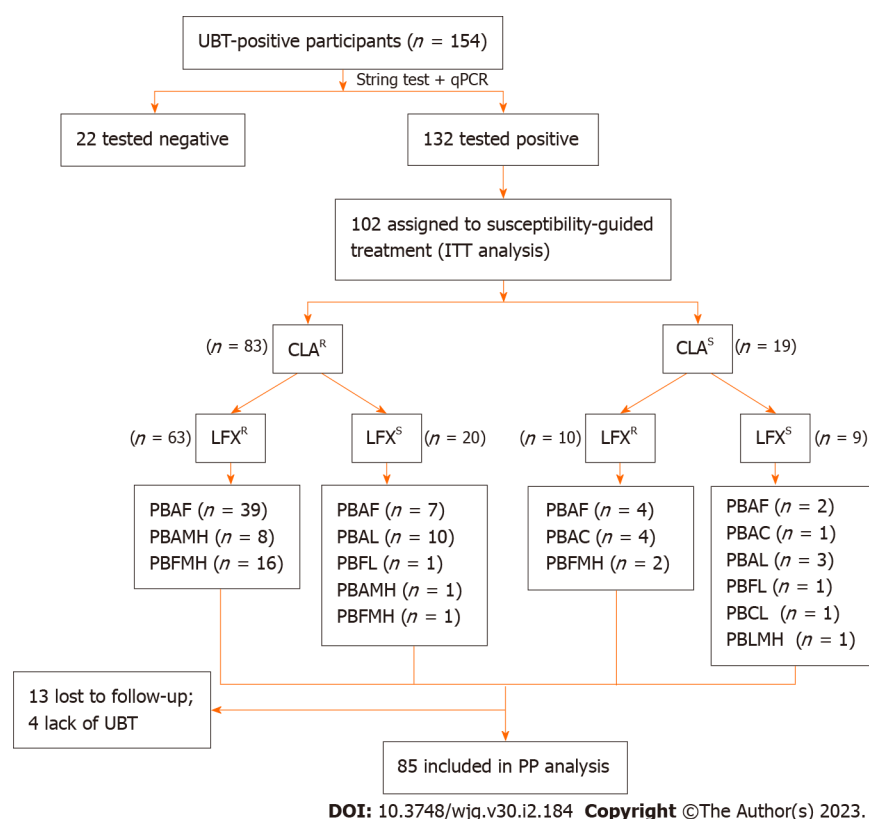 UBT-positive participants (n = 154)
String test + qPCR
22 tested negative
132 tested positive
102 assigned to susceptibility-guided
treatment (ITT analysis)
(n = 83)
CLAᴿ
CLAˢ
(n = 19)
(n = 63)
LFXᴿ
LFXˢ
(n = 20)
(n = 10)
LFXᴿ
LFXˢ
(n = 9)
PBAF (n = 39)
PBAMH (n = 8)
PBFMH (n = 16)
PBAF (n = 7)
PBAL (n = 10)
PBFL (n = 1)
PBAMH (n = 1)
PBFMH (n = 1)
PBAF (n = 4)
PBAC (n = 4)
PBFMH (n = 2)
PBAF (n = 2)
PBAC (n = 1)
PBAL (n = 3)
PBFL (n = 1)
PBCL (n = 1)
PBLMH (n = 1)
13 lost to follow-up;
4 lack of UBT
85 included in PP analysis
DOI: 10.3748/wjg.v30.i2.184 Copyright ©The Author(s) 2023.